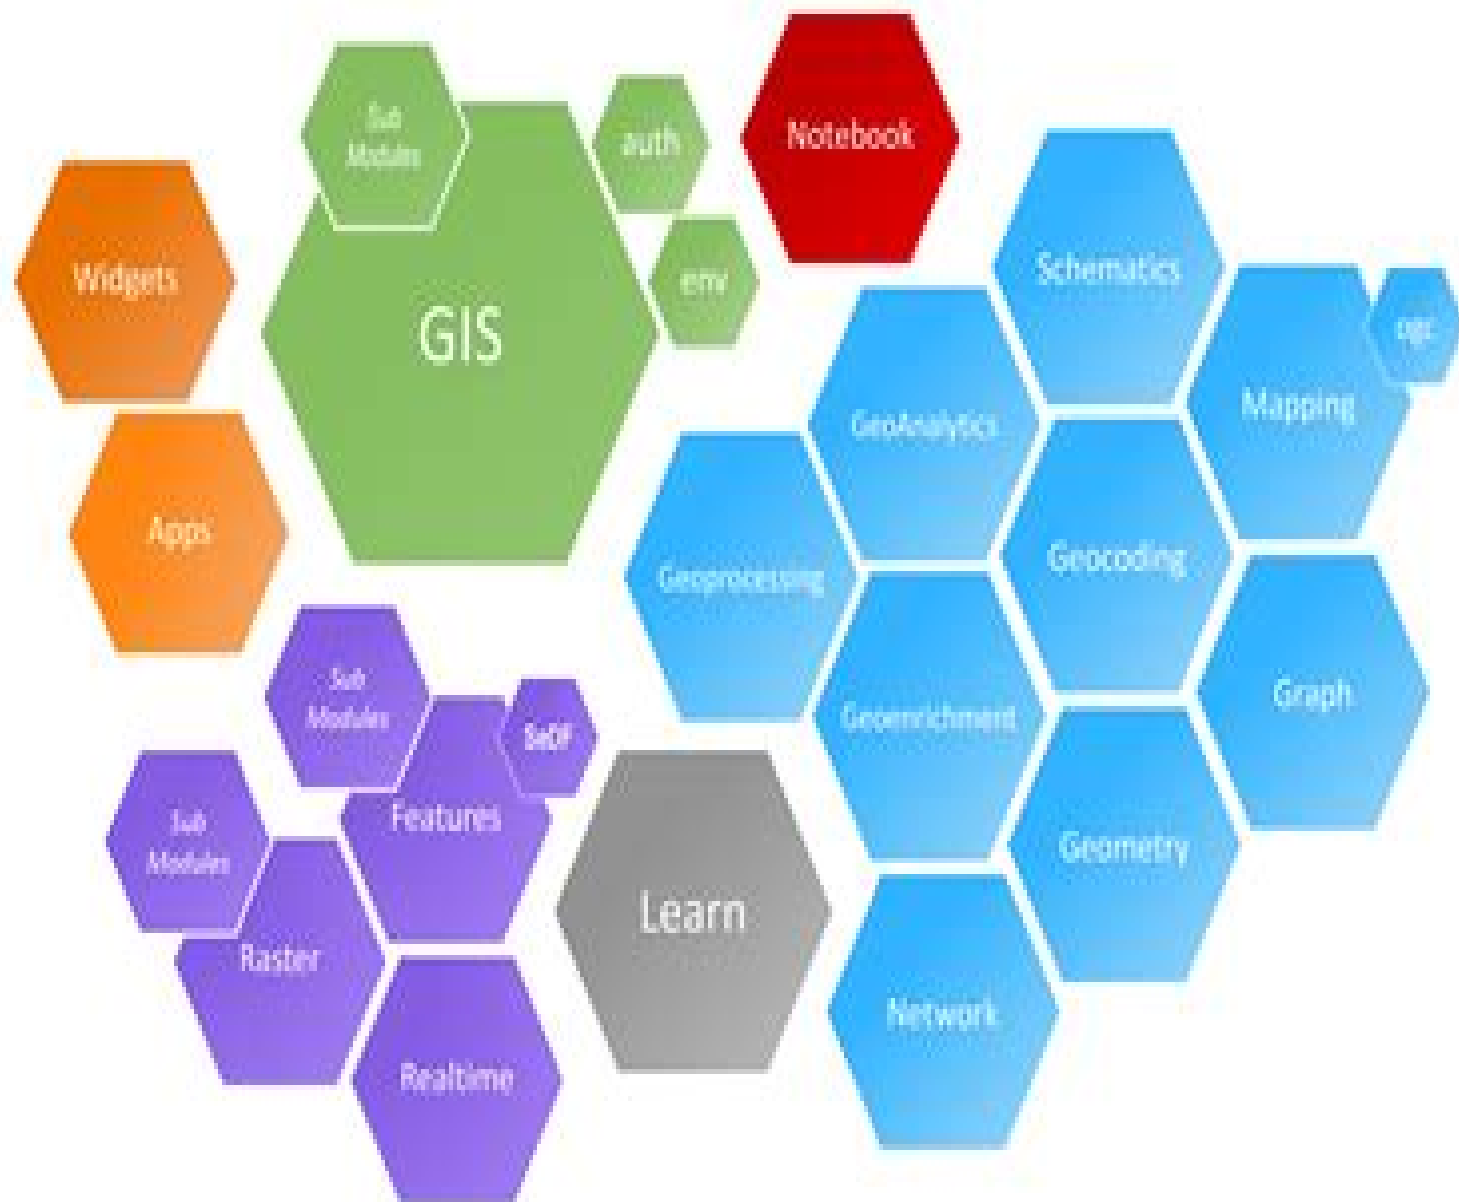 Sub
Modules
auth
Notebook
Widgets
env
GIS
Schematics
ogc
Mapping
GeoAnalytics
Apps
Geoprocessing
Geocoding
Sub
Modules
SeDF
Features
Geoenrichment
Graph
Sub
Modules
Raster
Learn
Geometry
Realtime
Network